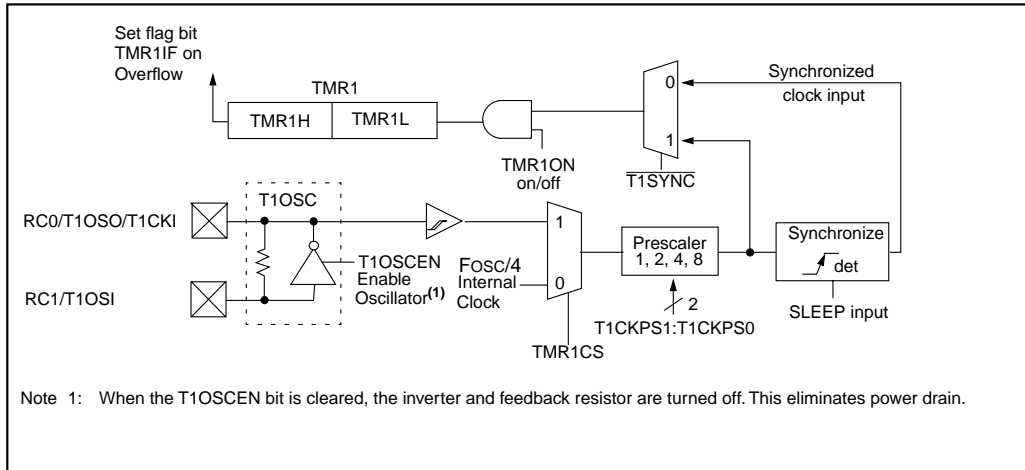 Set flag bit
TMR1IF on
Overflow
TMR1
TMR1H
TMR1L
0
1
Synchronized
clock input
TMR1ON
on/off
T1SYNC
T1OSC
RC0/T1OSO/T1CKI
RC1/T1OSI
T1OSCEN
Enable
Oscillator(1)
FOSC/4
Internal
Clock
1
0
TMR1CS
Prescaler
1, 2, 4, 8
2
T1CKPS1:T1CKPS0
Synchronize
det
SLEEP input
Note 1: When the T1OSCEN bit is cleared, the inverter and feedback resistor are turned off. This eliminates power drain.